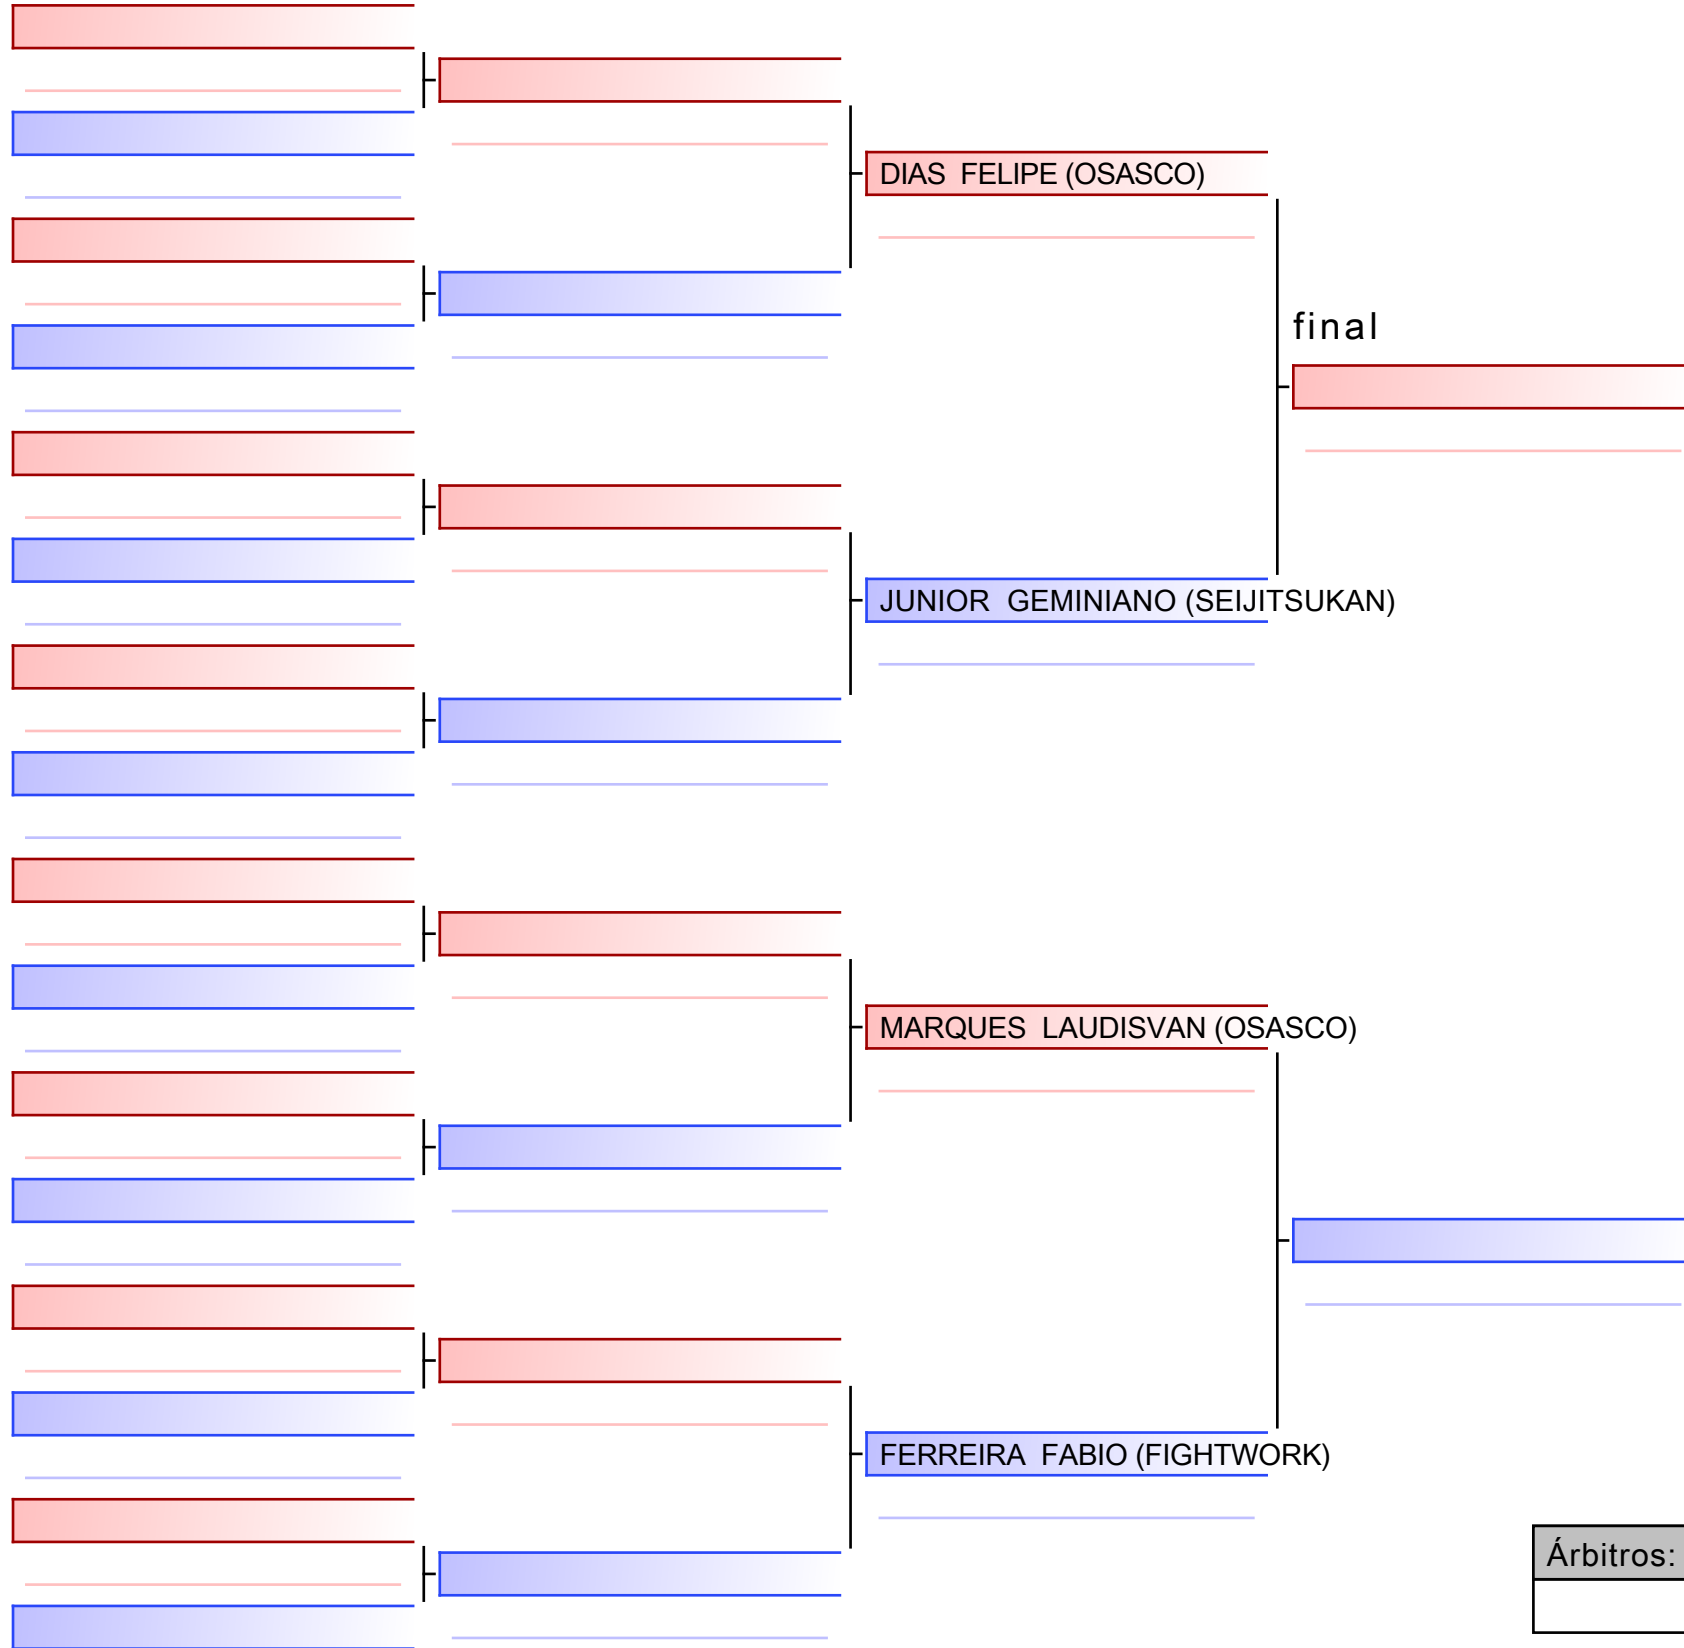 DIAS  FELIPE (OSASCO)
final
JUNIOR  GEMINIANO (SEIJITSUKAN)
MARQUES  LAUDISVAN (OSASCO)
FERREIRA  FABIO (FIGHTWORK)
Árbitros: